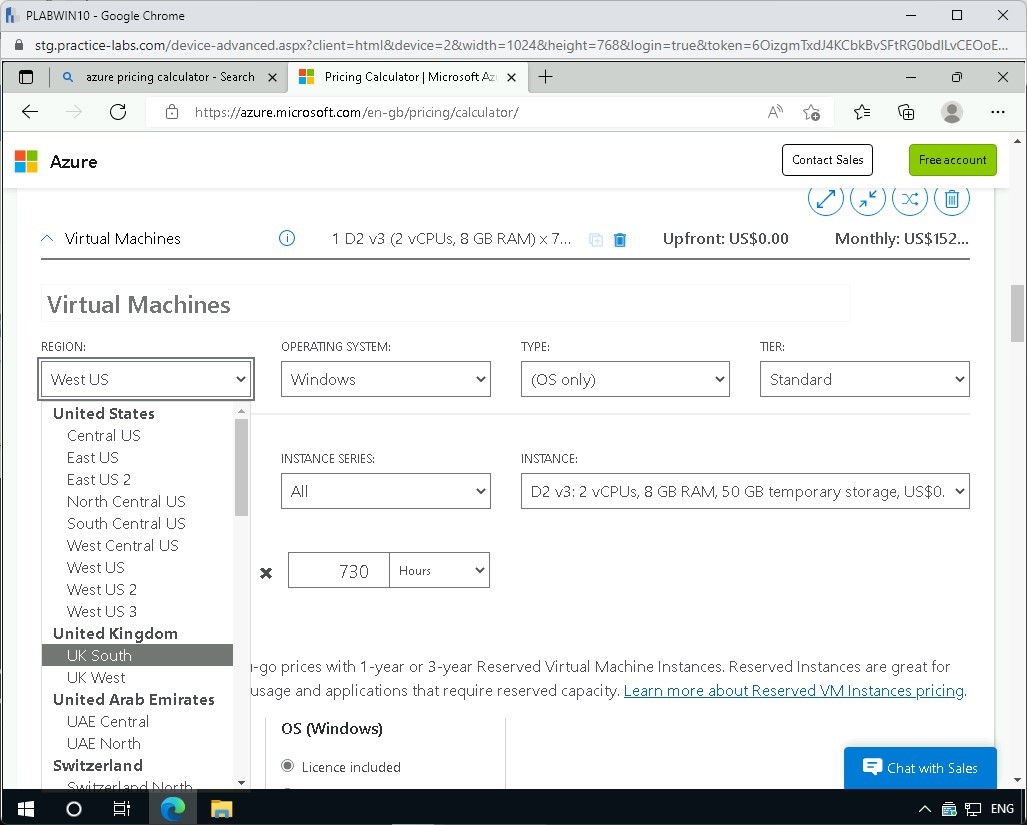 PLABWIN10 - Google Chrome
stg.practice-labs.com/device-advanced.aspx?client=html&device=2&width=1024&height=768&login=true&token=6OizgmTxdJ4KCbkBvSFtRG0bdlLvCEOoE...
azure pricing calculator - Search
Pricing Calculator | Microsoft Az
https://azure.microsoft.com/en-gb/pricing/calculator/
Azure
Contact Sales
Free account
Virtual Machines
1 D2 v3 (2 vCPUs, 8 GB RAM) x 7...
Upfront: US$0.00
Monthly: US$152...
Virtual Machines
REGION:
OPERATING SYSTEM:
TYPE:
TIER:
West US
Windows
(OS only)
Standard
United States
Central US
East US
East US 2
North Central US
South Central US
West Central US
West US
West US 2
West US 3
United Kingdom
UK South
UK West
United Arab Emirates
UAE Central
UAE North
Switzerland
Switzerland North
INSTANCE SERIES:
INSTANCE:
All
D2 v3: 2 vCPUs, 8 GB RAM, 50 GB temporary storage, US$0.
730
Hours
-go prices with 1-year or 3-year Reserved Virtual Machine Instances. Reserved Instances are great for
usage and applications that require reserved capacity. Learn more about Reserved VM Instances pricing.
OS (Windows)
Licence included
Chat with Sales
ENG